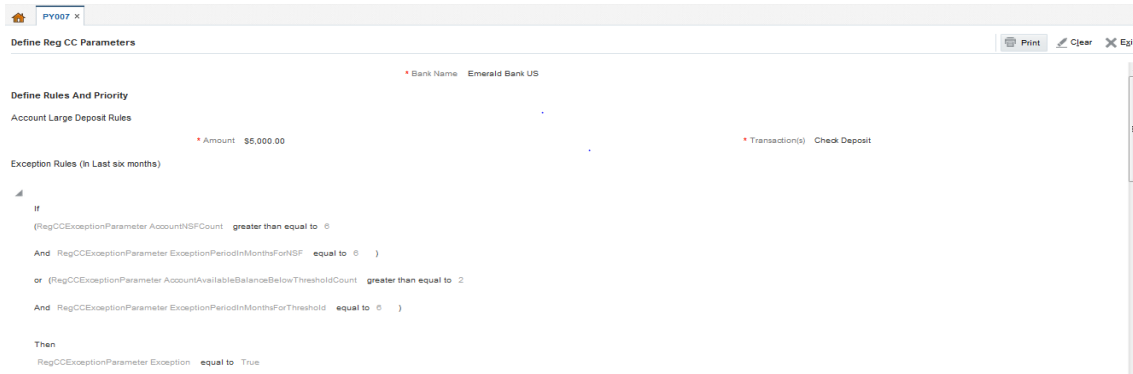 PY007 ×
Define Reg CC Parameters
Print Clear Exi
* Bank Name Emerald Bank US
Define Rules And Priority
Account Large Deposit Rules
* Amount $5,000.00 * Transaction(s) Check Deposit
Exception Rules (In Last six months)
If
(RegCCExceptionParameter AccountNSFCount greater than equal to 6
And RegCCExceptionParameter ExceptionPeriodInMonthsForNSF equal to 6 )
or (RegCCExceptionParameter AccountAvailableBalanceBelowThresholdCount greater than equal to 2
And RegCCExceptionParameter ExceptionPeriodInMonthsForThreshold equal to 6 )
Then
RegCCExceptionParameter Exception equal to True